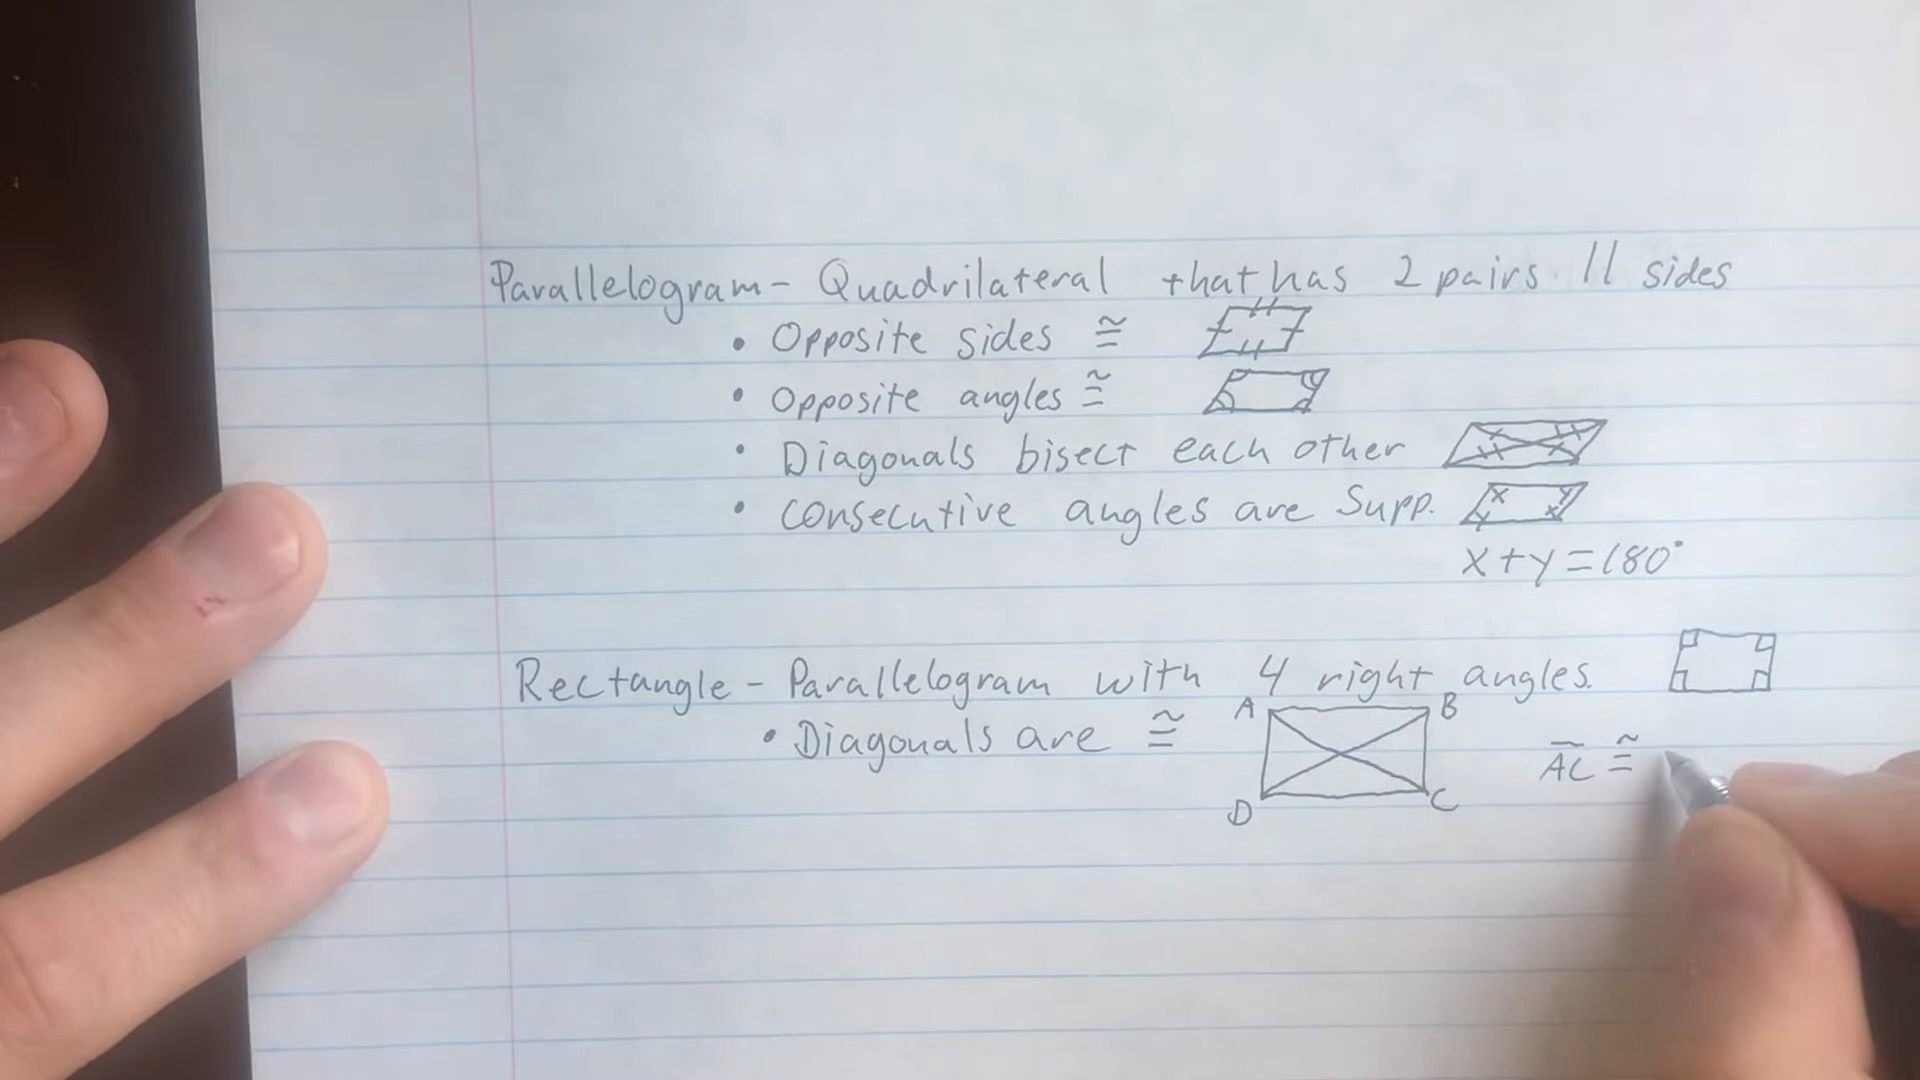 Parallelogram - Quadrilateral that has 2 pairs || sides
• Opposite sides ≅
• Opposite angles ≅
• Diagonals bisect each other
• Consecutive angles are Supp. x y y x
x + y = 180°
Rectangle - Parallelogram with 4 right angles.
• Diagonals are ≅ A B D C
A̅C̅ ≅